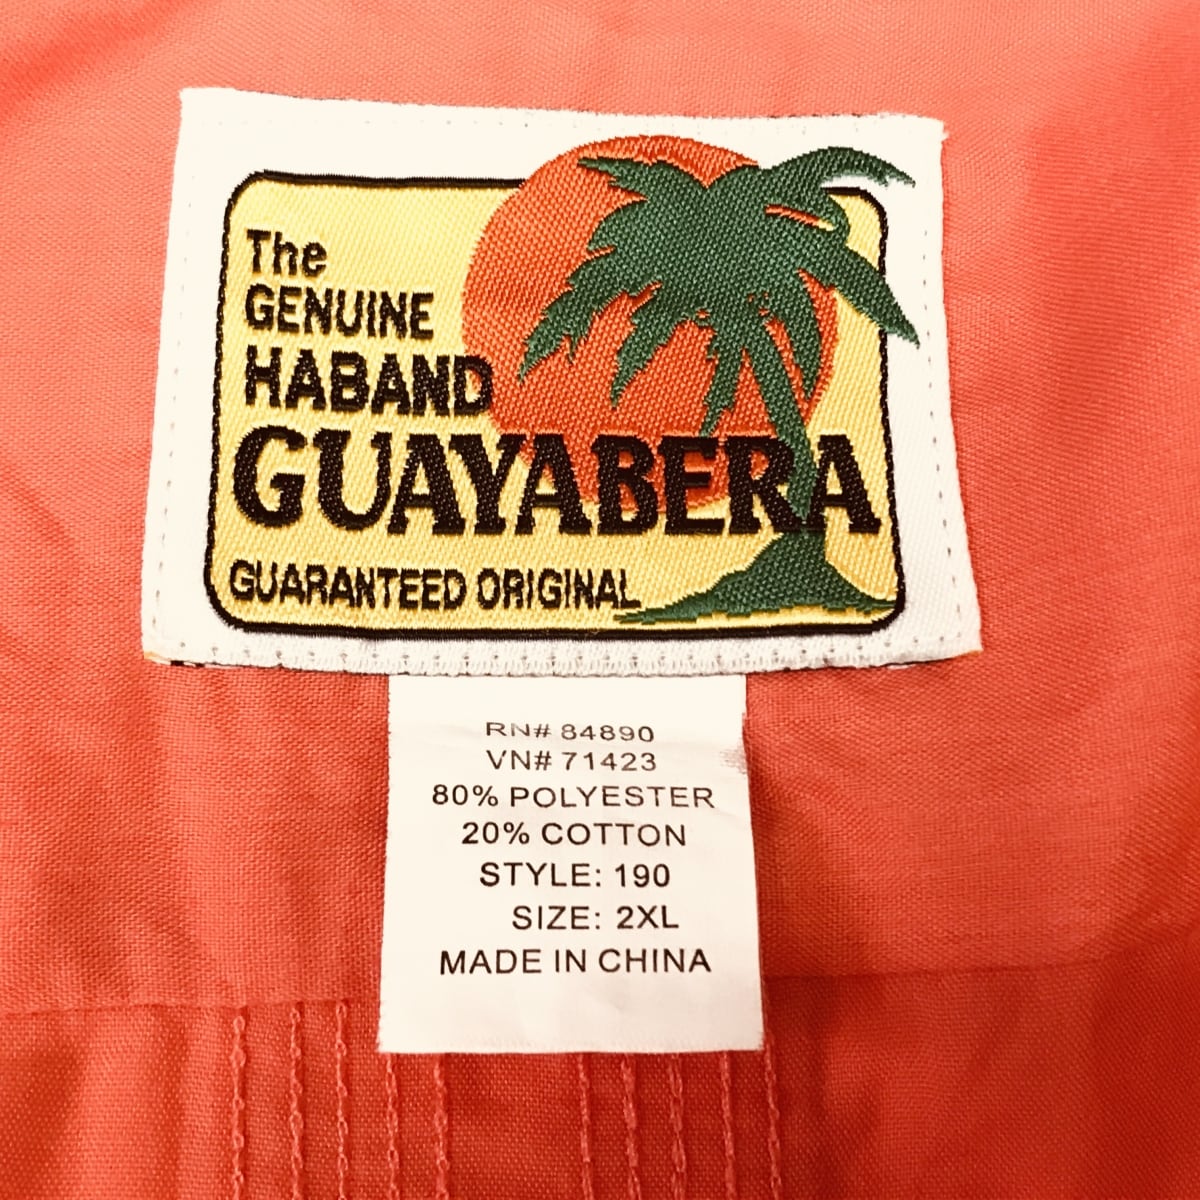 The
GENUINE
HABAND
GUAYABERA
GUARANTEED ORIGINAL
RN# 84890
VN# 71423
80% POLYESTER
20% COTTON
STYLE: 190
SIZE: 2XL
MADE IN CHINA